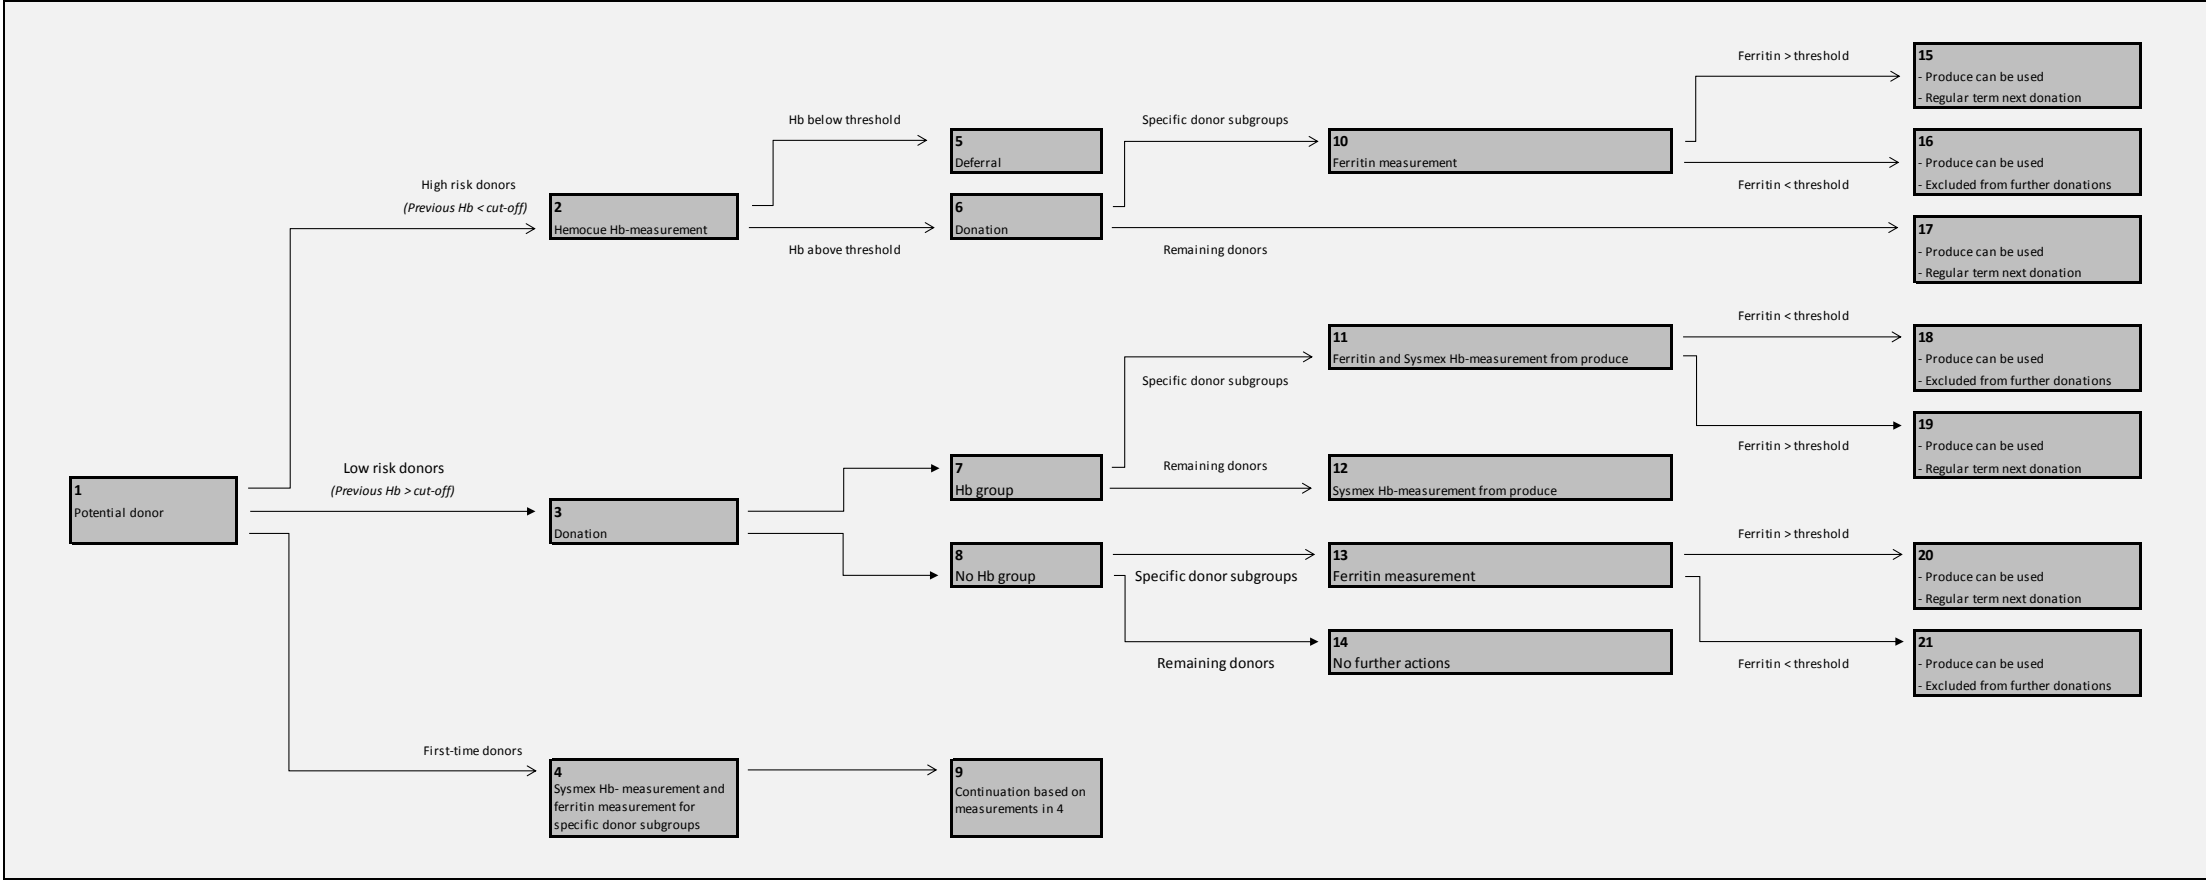 1
Potential donor
High risk donors
(Previous Hb < cut-off)
Low risk donors
(Previous Hb > cut-off)
First-time donors
2
Hemocue Hb-measurement
3
Donation
4
Sysmex Hb- measurement and
ferritin measurement for
specific donor subgroups
Hb below threshold
Hb above threshold
5
Deferral
6
Donation
7
Hb group
8
No Hb group
9
Continuation based on
measurements in 4
Specific donor subgroups
Remaining donors
Specific donor subgroups
Remaining donors
Specific donor subgroups
Remaining donors
10
Ferritin measurement
11
Ferritin and Sysmex Hb-measurement from produce
12
Sysmex Hb-measurement from produce
13
Ferritin measurement
14
No further actions
Ferritin > threshold
Ferritin < threshold
Ferritin < threshold
Ferritin > threshold
Ferritin > threshold
Ferritin < threshold
15
- Produce can be used
- Regular term next donation
16
- Produce can be used
- Excluded from further donations
17
- Produce can be used
- Regular term next donation
18
- Produce can be used
- Excluded from further donations
19
- Produce can be used
- Regular term next donation
20
- Produce can be used
- Regular term next donation
21
- Produce can be used
- Excluded from further donations